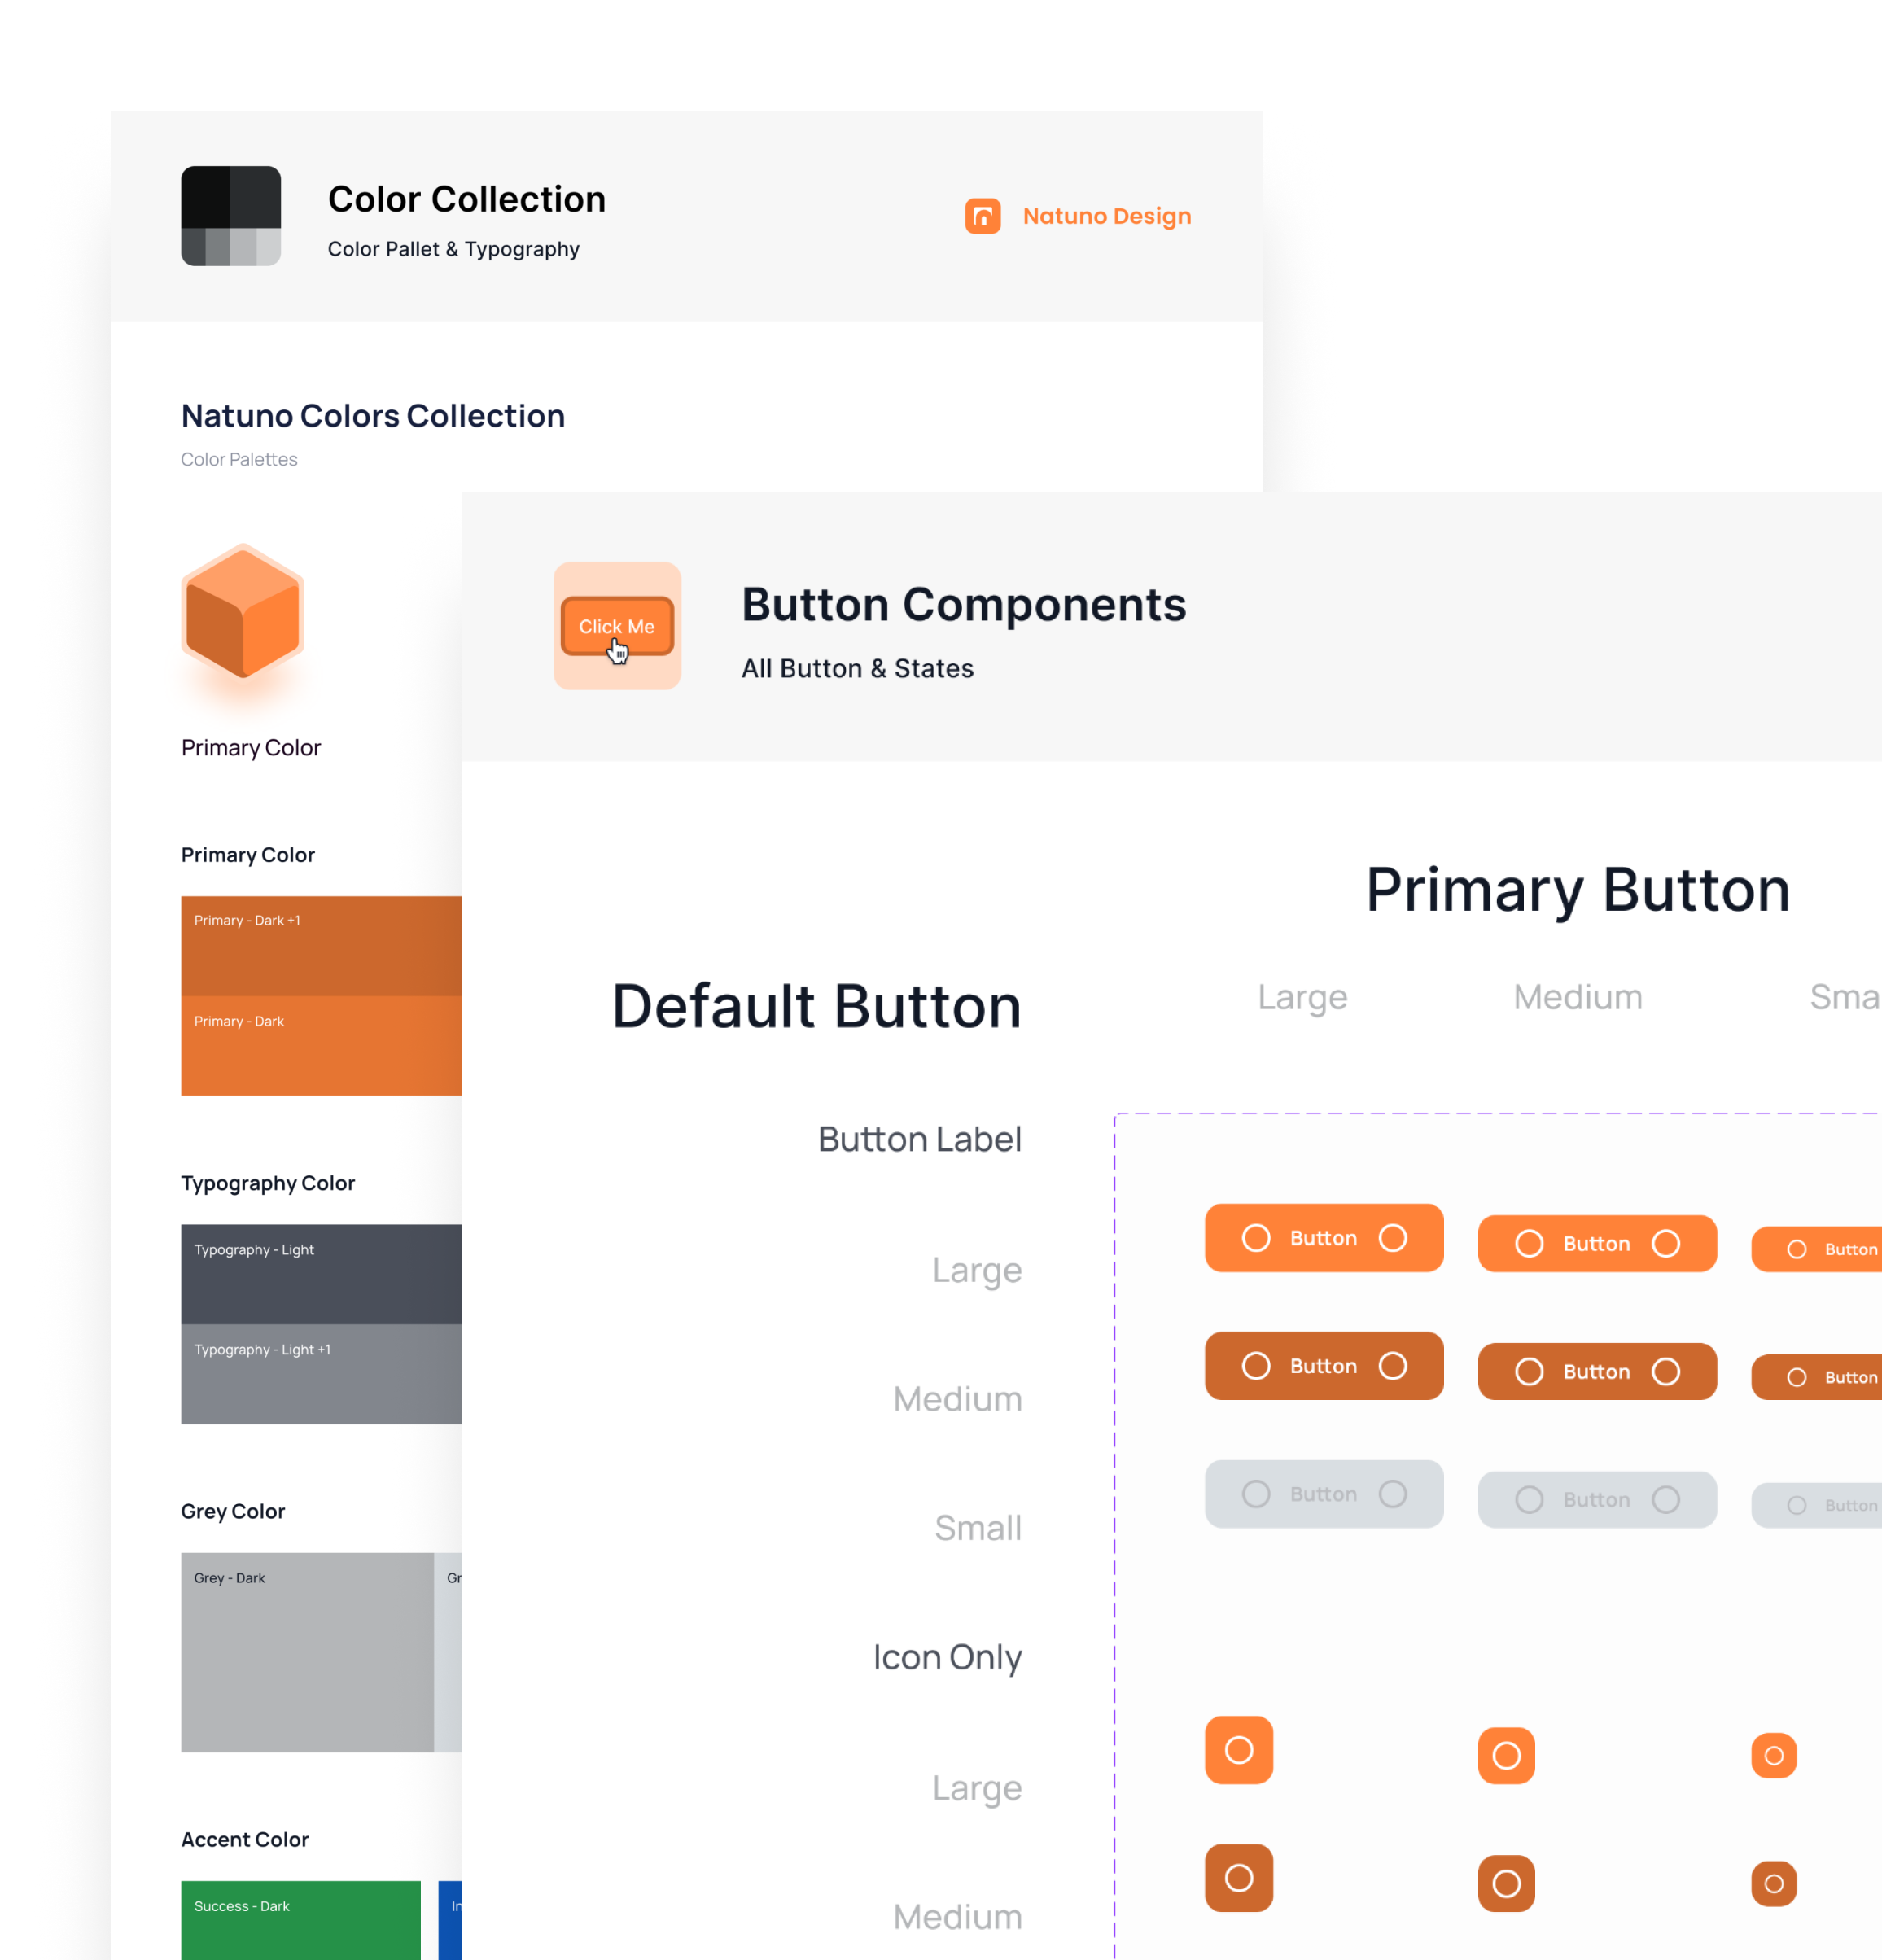 Color Collection
Color Pallet & Typography
Natuno Design
Natuno Colors Collection
Color Palettes
Primary Color
Primary Color
Primary - Dark +1
Primary - Dark
Typography Color
Typography - Light
Typography - Light +1
Grey Color
Grey - Dark
Gr
Accent Color
Success - Dark
In
Click Me
Button Components
All Button & States
Primary Button
Default Button
Large Medium Sma
Button Label
Button Button Button
Large
Button Button Button
Medium
Button Button Button
Small
Icon Only
Large
Medium